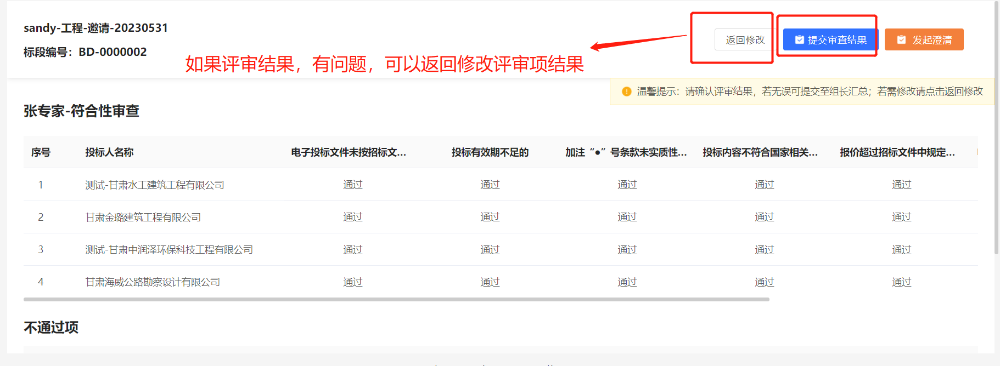 sandy-工程-邀请-20230531
返回修改 提交审查结果 发起澄清
标段编号：BD-0000002
如果评审结果，有问题，可以返回修改评审项结果
温馨提示：请确认评审结果，若无误可提交至组长汇总；若需修改请点击返回修改
张专家-符合性审查
序号 投标人名称 电子投标文件未按招标文... 投标有效期不足的 加注“●”号条款未实质性... 投标内容不符合国家相关... 报价超过招标文件中规定...
1 测试-甘肃水工建筑工程有限公司 通过 通过 通过 通过 通过
2 甘肃金璐建筑工程有限公司 通过 通过 通过 通过 通过
3 测试-甘肃中润泽环保科技工程有限公司 通过 通过 通过 通过 通过
4 甘肃海威公路勘察设计有限公司 通过 通过 通过 通过 通过
不通过项